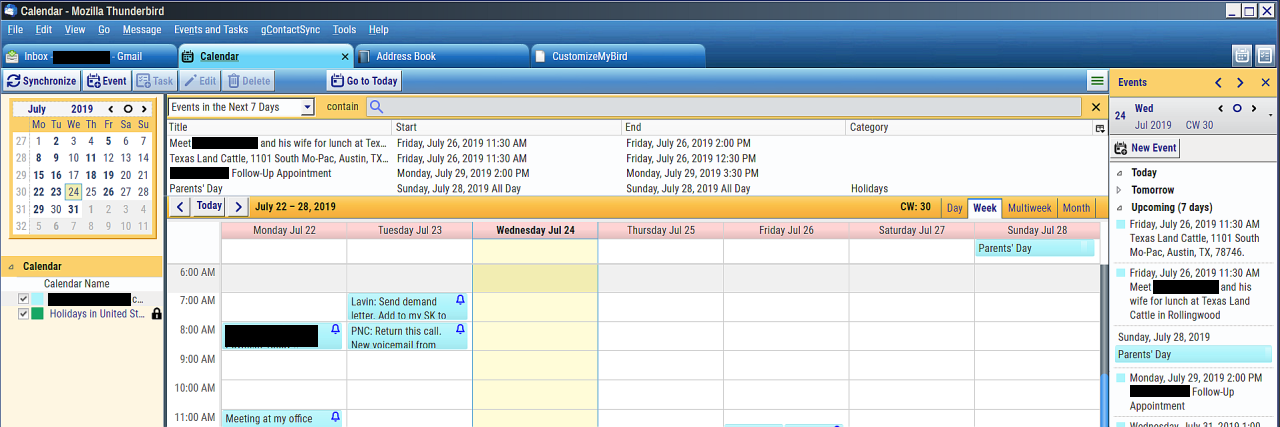 Calendar - Mozilla Thunderbird
File Edit View Go Message Events and Tasks gContactSync Tools Help
Inbox - - Gmail Calendar Address Book CustomizeMyBird
Synchronize Event Task Edit Delete Go to Today
Events
July 2019
Mo Tu We Th Fr Sa Su
27 1 2 3 4 5 6 7
28 8 9 10 11 12 13 14
29 15 16 17 18 19 20 21
30 22 23 24 25 26 27 28
31 29 30 31 1 2 3 4
32 5 6 7 8 9 10 11
Calendar
Calendar Name
c...
Holidays in United St...
Events in the Next 7 Days contain
Title Start End Category
Meet and his wife for lunch at Tex... Friday, July 26, 2019 11:30 AM Friday, July 26, 2019 2:00 PM
Texas Land Cattle, 1101 South Mo-Pac, Austin, TX... Friday, July 26, 2019 11:30 AM Friday, July 26, 2019 12:30 PM
Follow-Up Appointment Monday, July 29, 2019 2:00 PM Monday, July 29, 2019 3:30 PM
Parents' Day Sunday, July 28, 2019 All Day Sunday, July 28, 2019 All Day Holidays
Today July 22 – 28, 2019 CW: 30 Day Week Multiweek Month
Monday Jul 22 Tuesday Jul 23 Wednesday Jul 24 Thursday Jul 25 Friday Jul 26 Saturday Jul 27 Sunday Jul 28
Parents' Day
6:00 AM
7:00 AM
Lavin: Send demand
letter. Add to my SK to
8:00 AM
PNC: Return this call.
New voicemail from
9:00 AM
10:00 AM
11:00 AM
Meeting at my office
24 Wed
Jul 2019 CW 30
New Event
Today
Tomorrow
Upcoming (7 days)
Friday, July 26, 2019 11:30 AM
Texas Land Cattle, 1101 South
Mo-Pac, Austin, TX, 78746.
Friday, July 26, 2019 11:30 AM
Meet and his
wife for lunch at Texas Land
Cattle in Rollingwood
Sunday, July 28, 2019
Parents' Day
Monday, July 29, 2019 2:00 PM
Follow-Up
Appointment
Wednesday, July 31, 2019 1:00